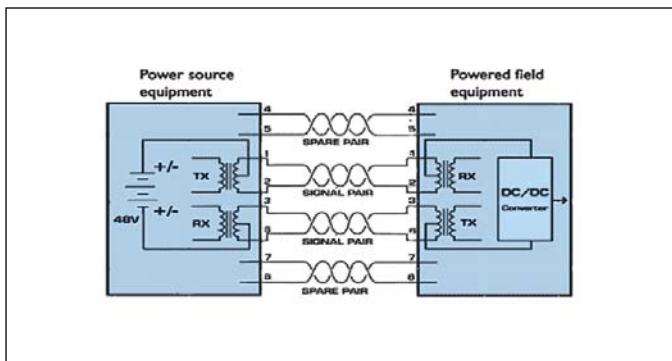 Power source
equipment
Powered field
equipment
4 4
5 5
SPARE PAIR
+/-
TX
1 1
2 2
SIGNAL PAIR
RX
DC/DC
Converter
48V
+/-
RX
3 3
6 6
SIGNAL PAIR
TX
7 7
8 8
SPARE PAIR